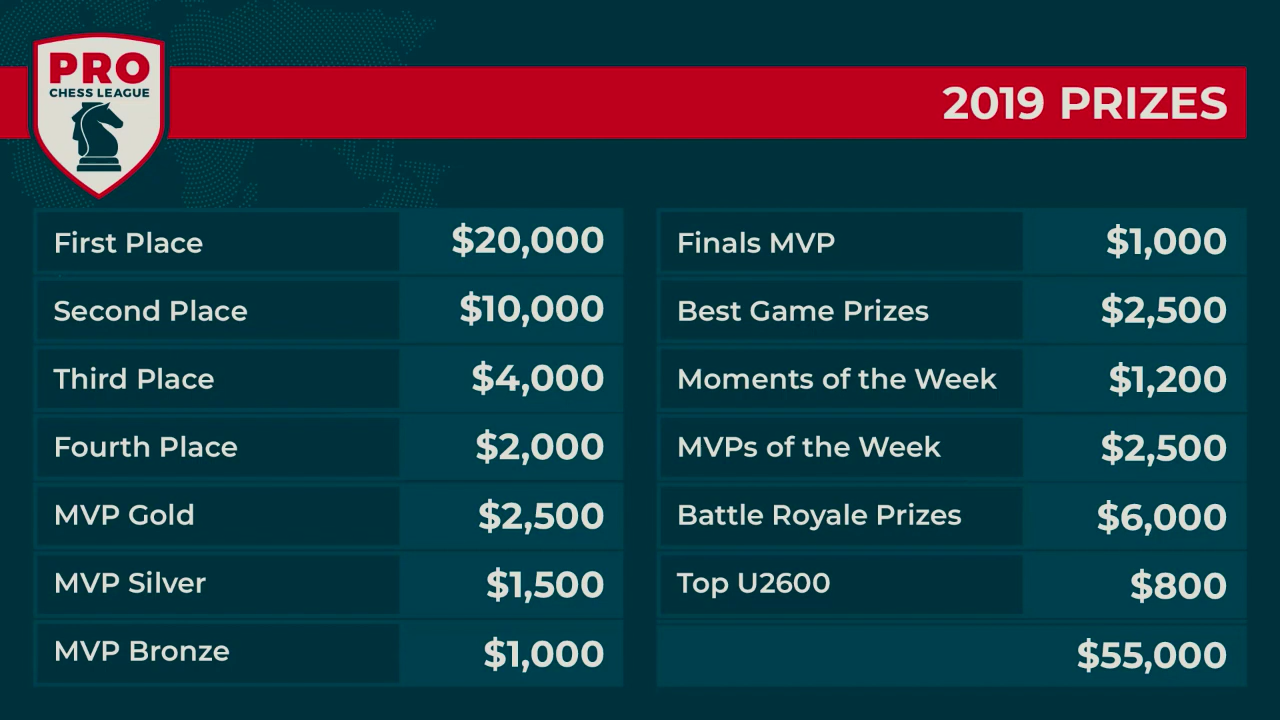 PRO
CHESS LEAGUE
2019 PRIZES
First Place $20,000
Second Place $10,000
Third Place $4,000
Fourth Place $2,000
MVP Gold $2,500
MVP Silver $1,500
MVP Bronze $1,000
Finals MVP $1,000
Best Game Prizes $2,500
Moments of the Week $1,200
MVPs of the Week $2,500
Battle Royale Prizes $6,000
Top U2600 $800
$55,000